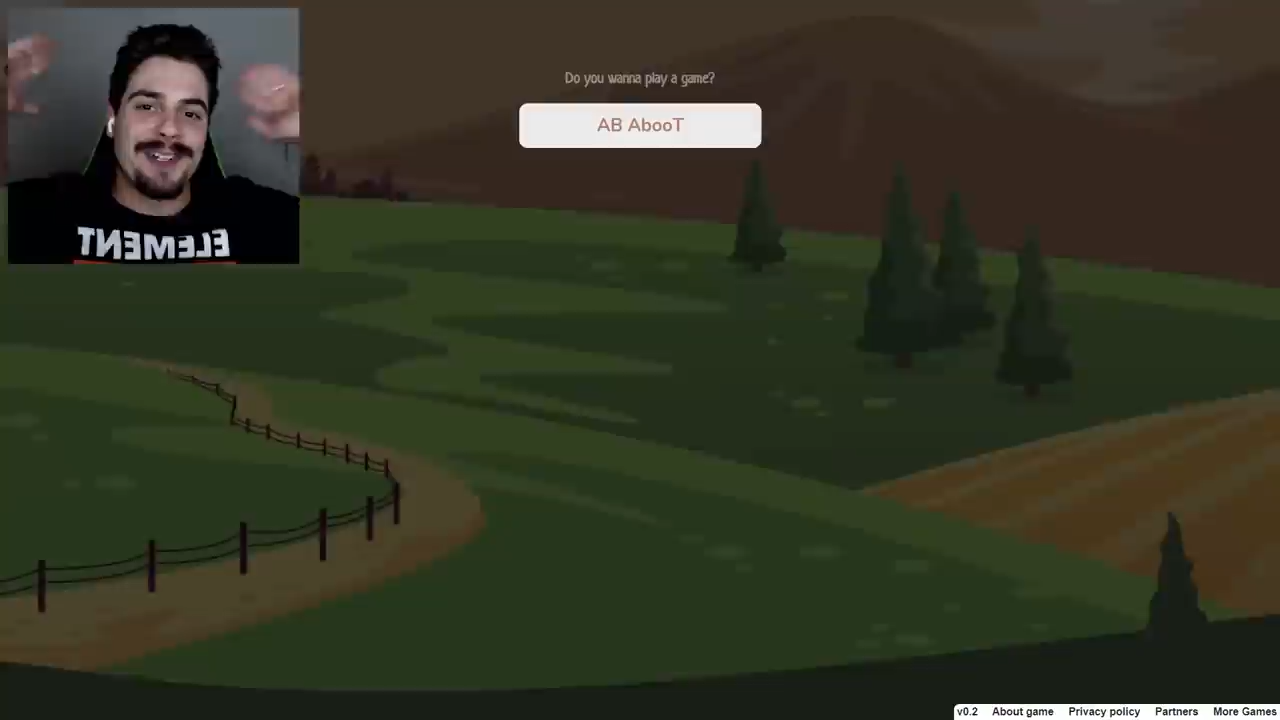 Do you wanna play a game?
AB AbooT
ELEMENT
v0.2 About game Privacy policy Partners More Games